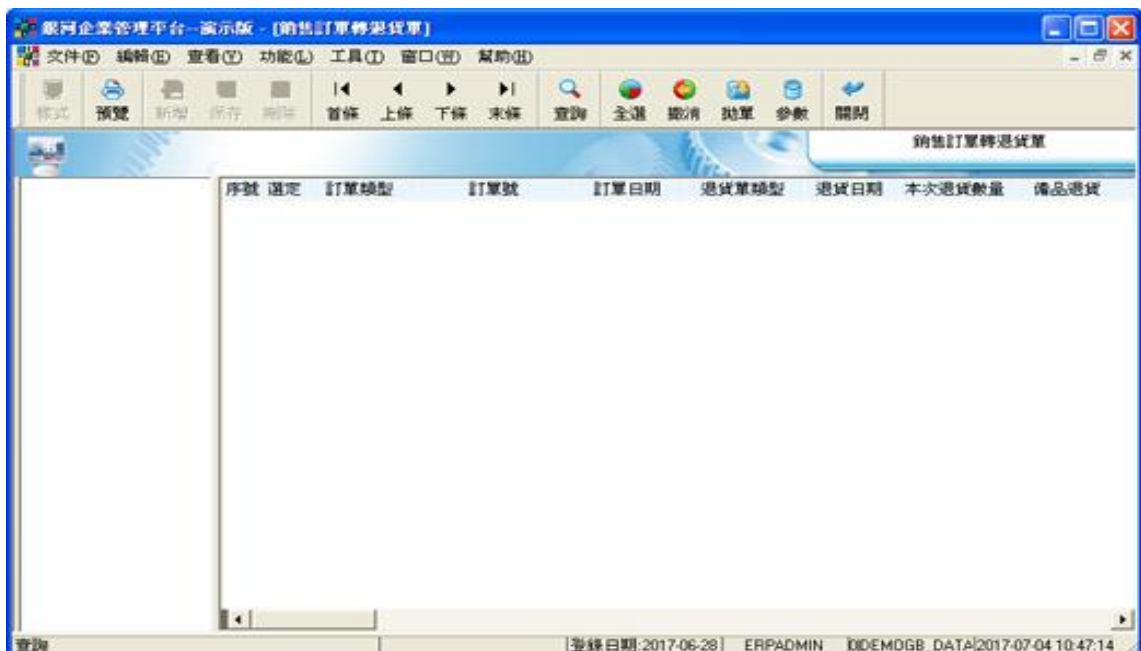 銀河企業管理平台--演示版 - [銷售訂單轉退貨單]
文件(F) 編輯(E) 查看(Y) 功能(L) 工具(T) 窗口(W) 幫助(H)
樣式 預覽 新增 保存 刪除 首條 上條 下條 末條 查詢 全選 撤消 拋單 參數 關閉
銷售訂單轉退貨單
序號 選定 訂單類型 訂單號 訂單日期 退貨單類型 退貨日期 本次退貨數量 備品退貨
查詢 登錄日期:2017-06-28 ERPADMIN DEMOGB_DATA 2017-07-04 10:47:14